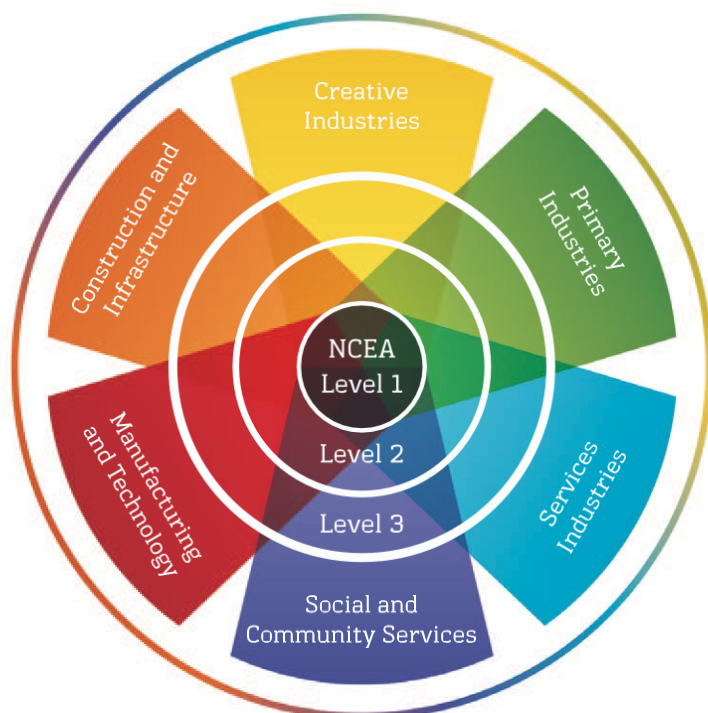 Creative
Industries
Primary
Industries
Services
Industries
Social and
Community Services
Manufacturing
and Technology
Construction and
Infrastructure
NCEA
Level 1
Level 2
Level 3